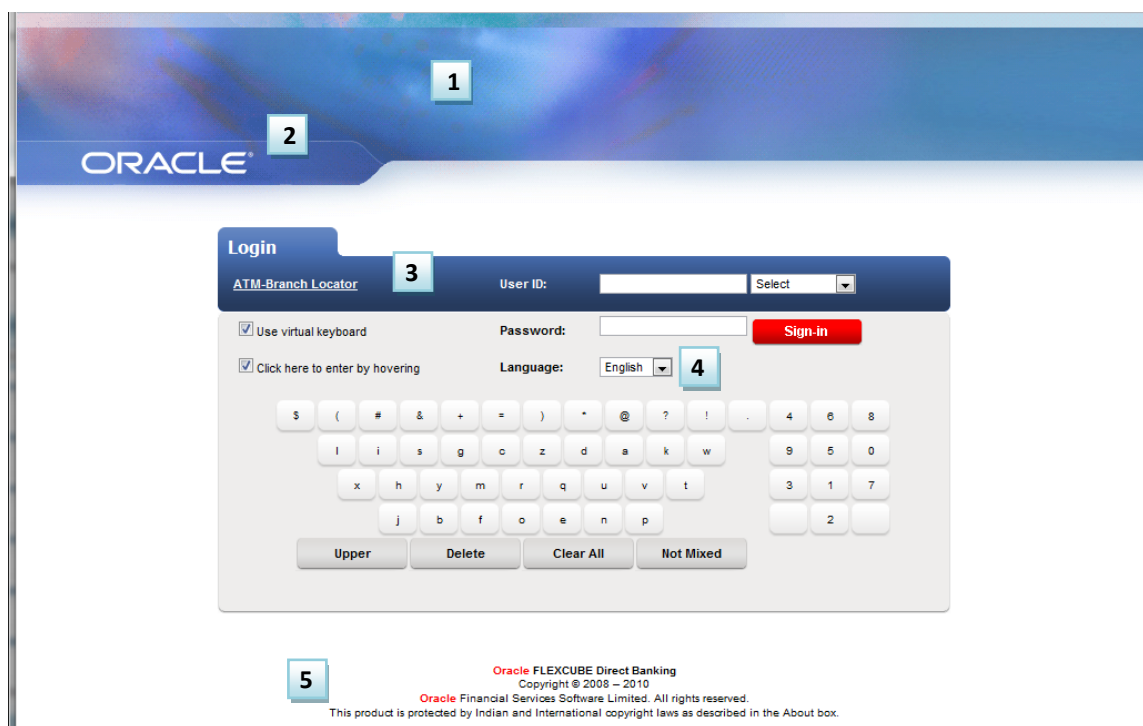 1
2
ORACLE®
Login
ATM-Branch Locator
3
User ID:
Select
Use virtual keyboard
Password:
Sign-in
Click here to enter by hovering
Language:
English
4
$ ( # & + = ) * @ ? ! . 4 6 8
l i s g c z d a k w 9 5 0
x h y m r q u v t 3 1 7
j b f o e n p 2
Upper Delete Clear All Not Mixed
5
Oracle FLEXCUBE Direct Banking
Copyright © 2008 – 2010
Oracle Financial Services Software Limited. All rights reserved.
This product is protected by Indian and International copyright laws as described in the About box.